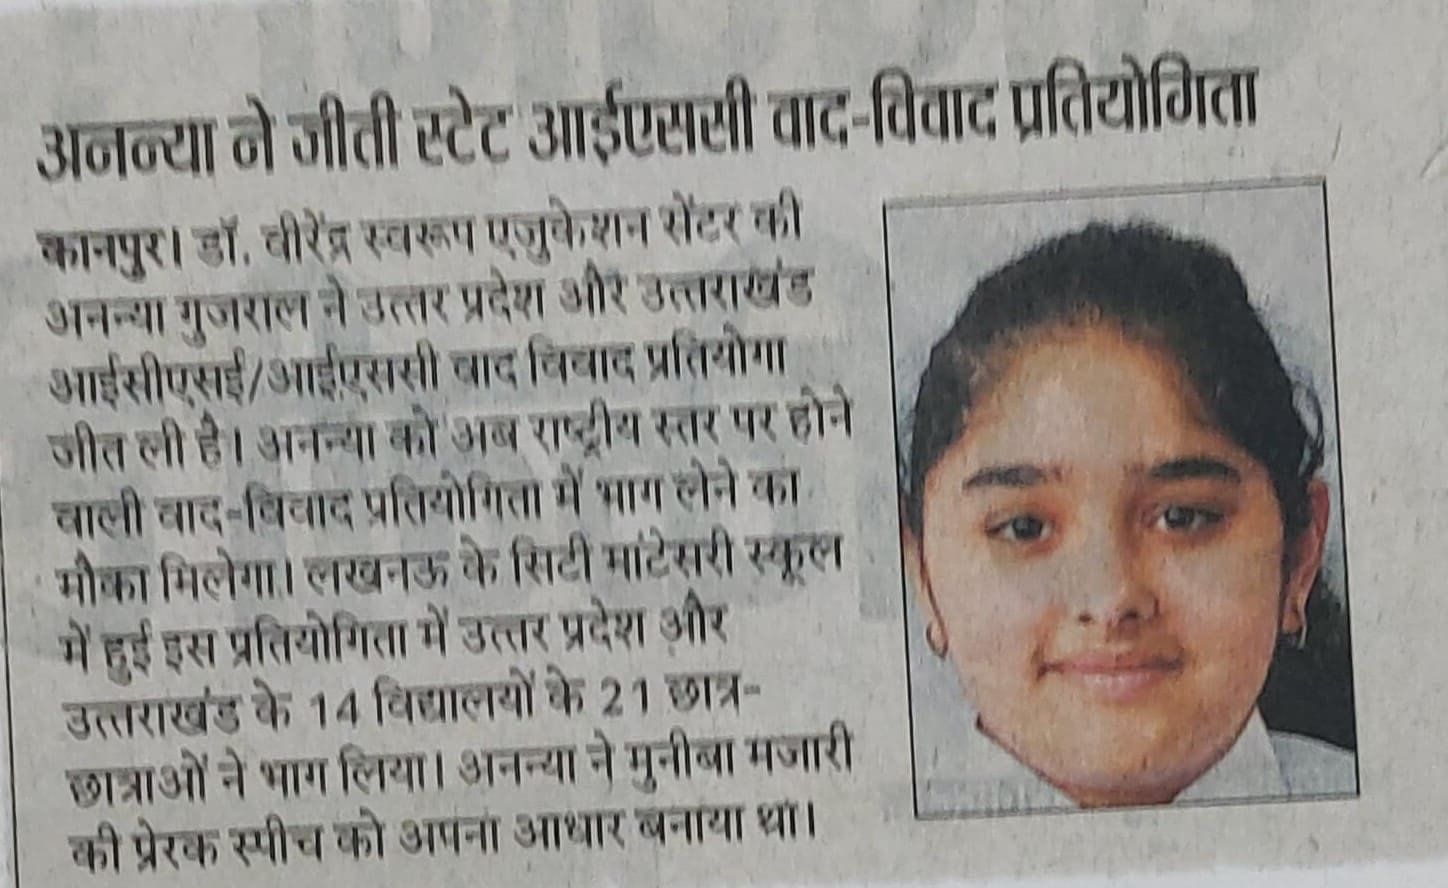 अनन्या ने जीती स्टेट आईएससी वाद-विवाद प्रतियोगिता
कानपुर। डॉ. वीरेंद्र स्वरूप एजुकेशन सेंटर की
अनन्या गुजराल ने उत्तर प्रदेश और उत्तराखंड
आईसीएसई/आईएससी वाद विवाद प्रतियोगा
जीत ली है। अनन्या को अब राष्ट्रीय स्तर पर होने
वाली वाद-विवाद प्रतियोगिता में भाग लेने का
मौका मिलेगा। लखनऊ के सिटी मांटेसरी स्कूल
में हुई इस प्रतियोगिता में उत्तर प्रदेश और
उत्तराखंड के 14 विद्यालयों के 21 छात्र-
छात्राओं ने भाग लिया। अनन्या ने मुनीबा मजारी
की प्रेरक स्पीच को अपना आधार बनाया था।